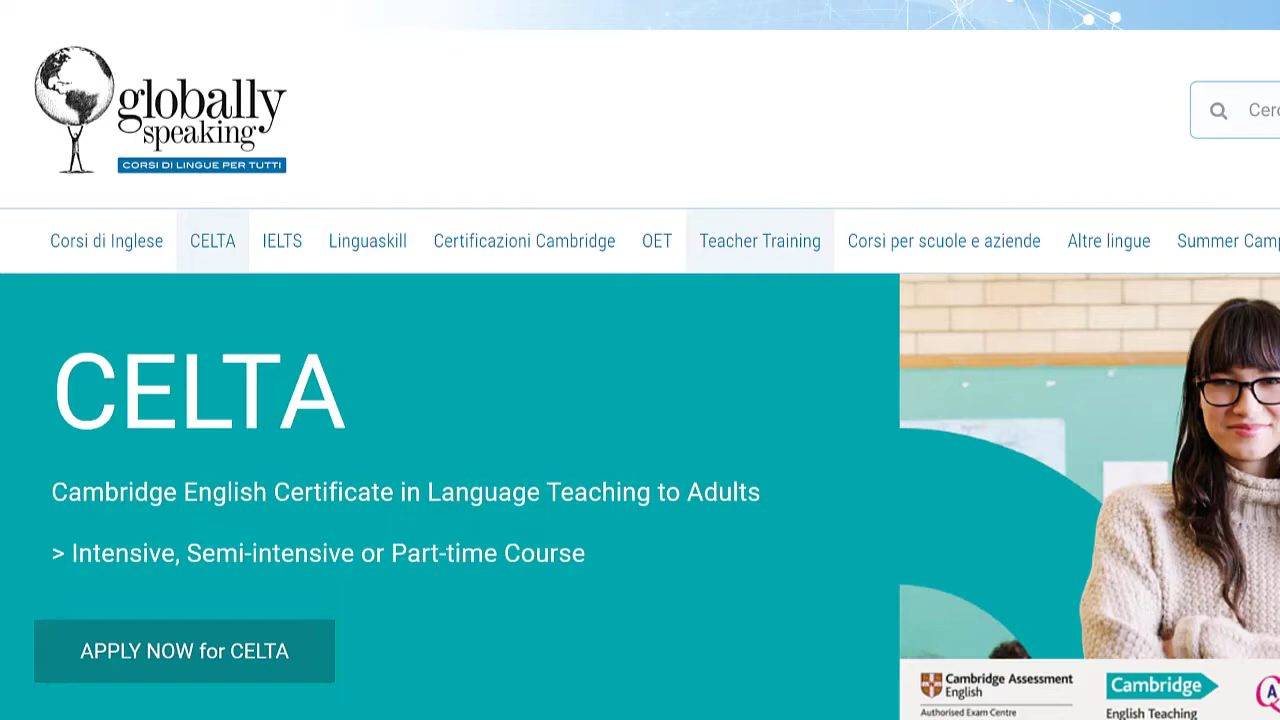 globally
speaking
CORSI DI LINGUE PER TUTTI
Corsi di Inglese CELTA IELTS Linguaskill Certificazioni Cambridge OET Teacher Training Corsi per scuole e aziende Altre lingue Summer
CELTA
Cambridge English Certificate in Language Teaching to Adults
> Intensive, Semi-intensive or Part-time Course
APPLY NOW for CELTA
Cambridge Assessment
English
Authorised Exam Centre
Cambridge
English Teaching